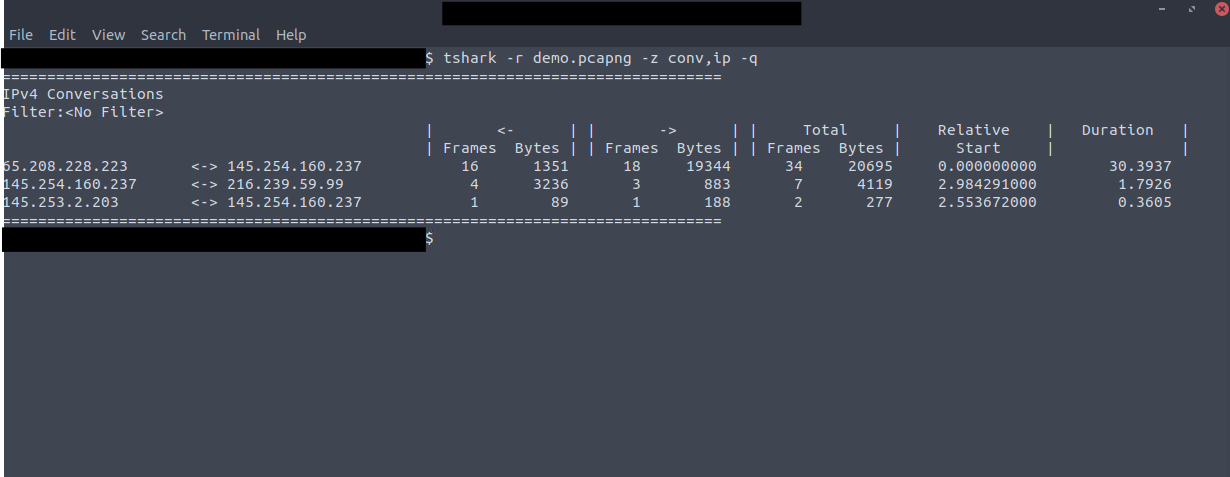 File Edit View Search Terminal Help
$ tshark -r demo.pcapng -z conv,ip -q
================================================================================
IPv4 Conversations
Filter:<No Filter>
                                               |       <-      | |       ->      | |     Total     |    Relative    |   Duration   |
                                               | Frames  Bytes | | Frames  Bytes | | Frames  Bytes |      Start     |              |
65.208.228.223       <-> 145.254.160.237           16      1351      18     19344      34     20695     0.000000000        30.3937
145.254.160.237      <-> 216.239.59.99              4      3236       3       883       7      4119     2.984291000         1.7926
145.253.2.203        <-> 145.254.160.237            1        89       1       188       2       277     2.553672000         0.3605
================================================================================
$